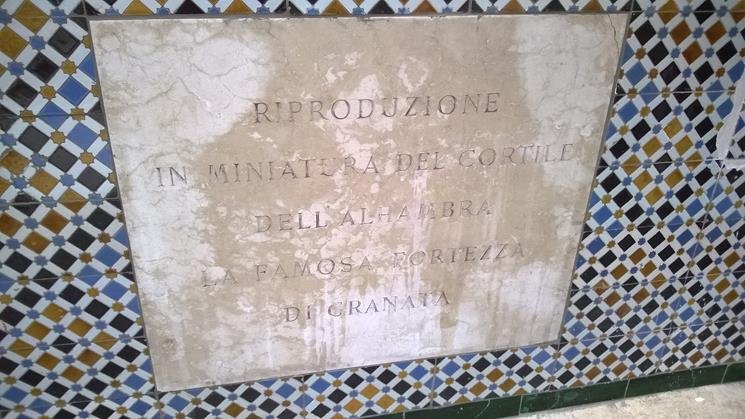 RIPRODUZIONE
IN MINIATURA DEL CORTILE
DELL'ALHAMBRA
LA FAMOSA FORTEZZA
DI GRANATA